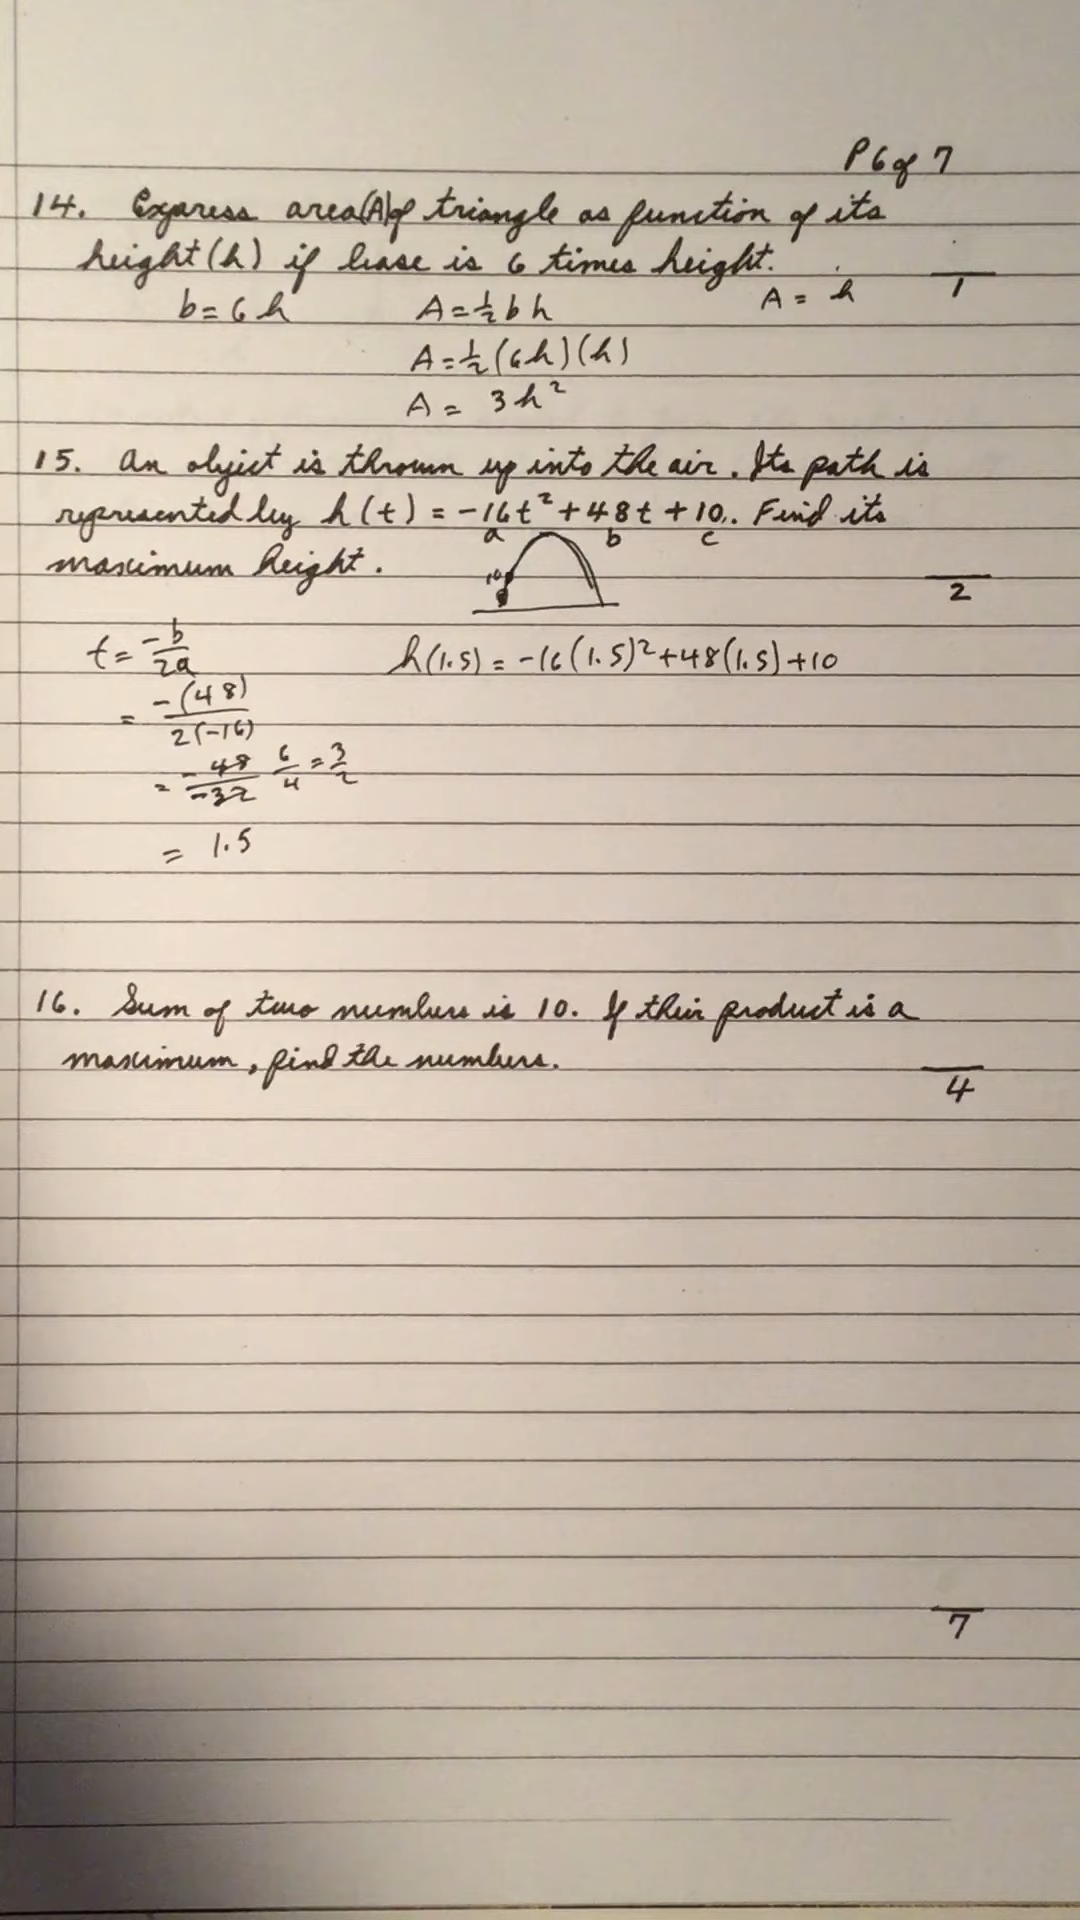 P6 of 7
14. Express area(A)of triangle as function of its
height (h) if base is 6 times height.
1
b = 6h A = 1/2 b h A = h
A = 1/2 (6h)(h)
A = 3h²
15. An object is thrown up into the air. Its path is
represented by h(t) = -16t² + 48t + 10. Find its
a b c
maximum height.
10
2
t = -b/2a h(1.5) = -16(1.5)² + 48(1.5) + 10
= -(48)/2(-16)
= -48/-32 6/4 = 3/2
= 1.5
16. Sum of two numbers is 10. If their product is a
maximum, find the numbers.
4
7